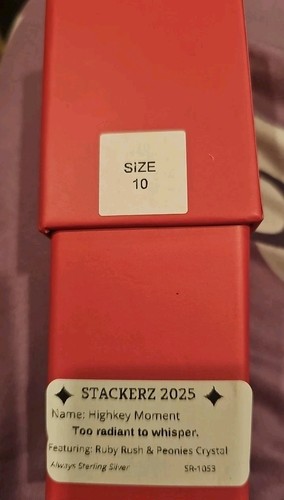 SIZE
10
STACKERZ 2025
Name: Highkey Moment
Too radiant to whisper.
Featuring: Ruby Rush & Peonies Crystal
Always Sterling Silver SR-1053